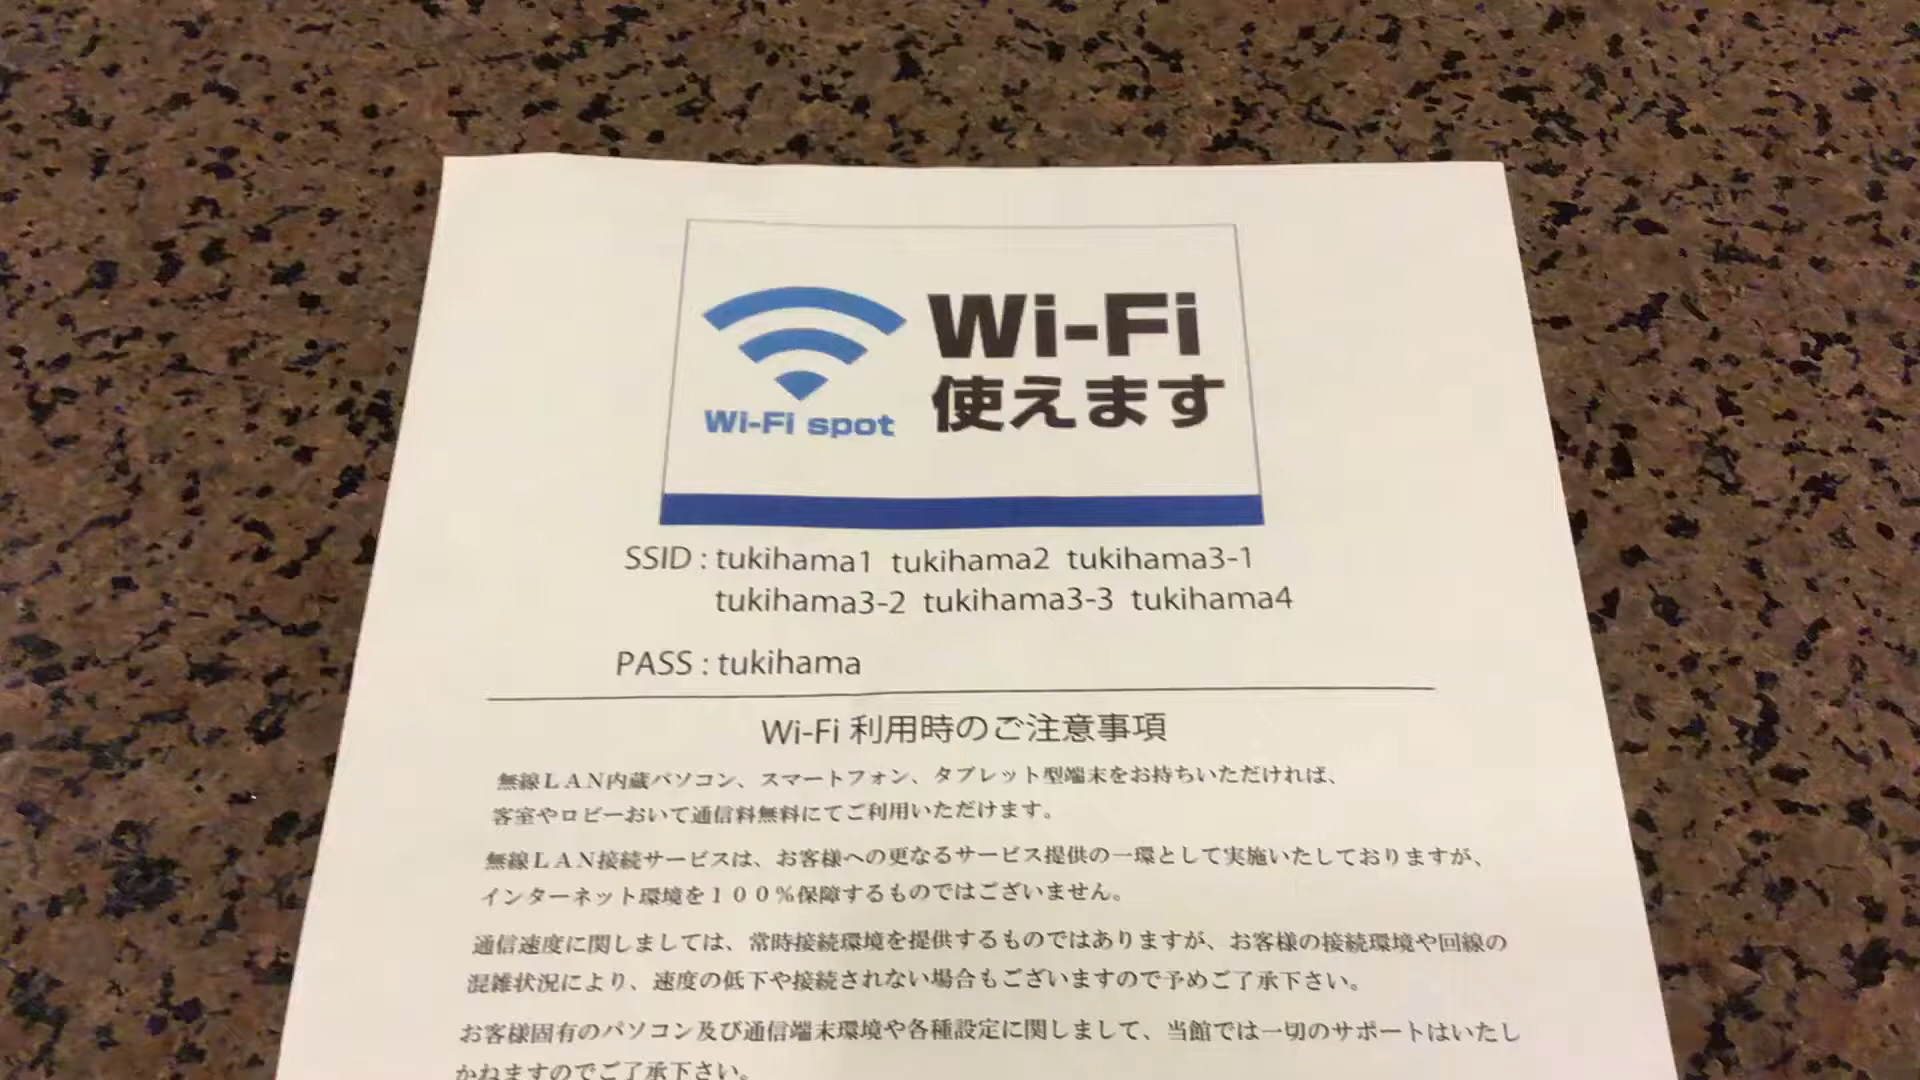 Wi-Fi
使えます
Wi-Fi spot
SSID : tukihama1 tukihama2 tukihama3-1
tukihama3-2 tukihama3-3 tukihama4
PASS : tukihama
Wi-Fi 利用時のご注意事項
無線ＬＡＮ内蔵パソコン、スマートフォン、タブレット型端末をお持ちいただければ、
客室やロビーおいて通信料無料にてご利用いただけます。
無線ＬＡＮ接続サービスは、お客様への更なるサービス提供の一環として実施いたしておりますが、
インターネット環境を１００％保障するものではございません。
通信速度に関しましては、常時接続環境を提供するものではありますが、お客様の接続環境や回線の
混雑状況により、速度の低下や接続されない場合もございますので予めご了承下さい。
お客様固有のパソコン及び通信端末環境や各種設定に関しまして、当館では一切のサポートはいたし
かねますのでご了承下さい。